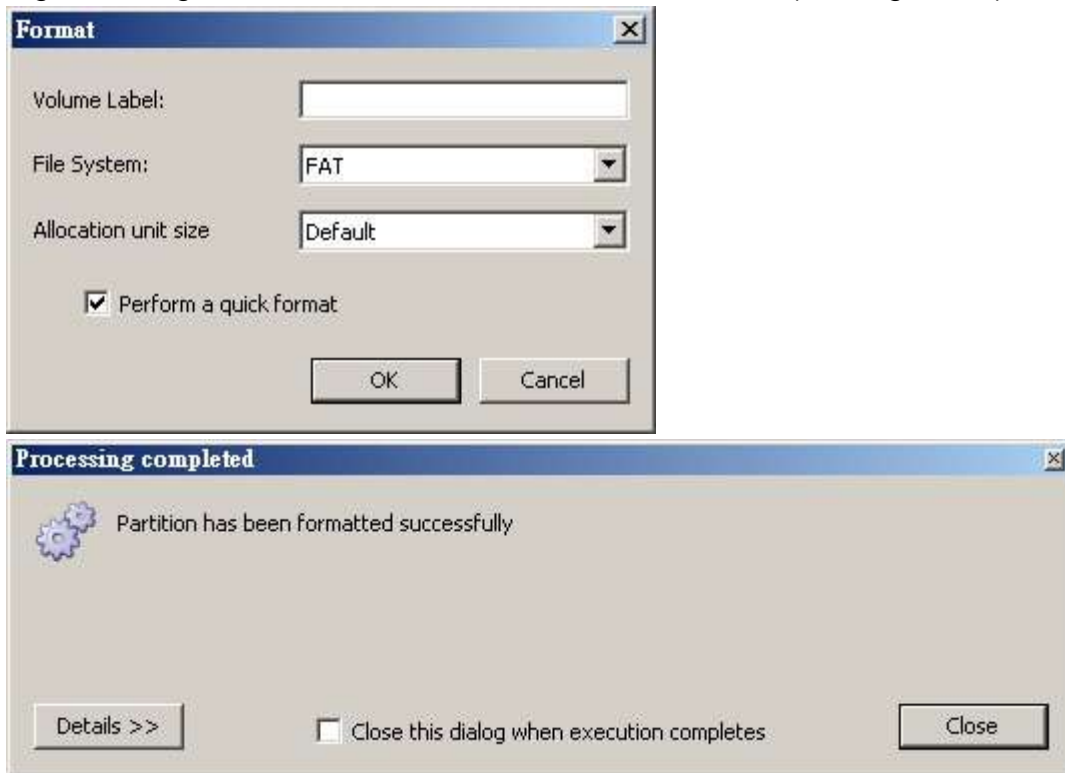 Format
Volume Label:
File System: FAT
Allocation unit size Default
Perform a quick format
OK Cancel
Processing completed
Partition has been formatted successfully
Details >> Close this dialog when execution completes Close